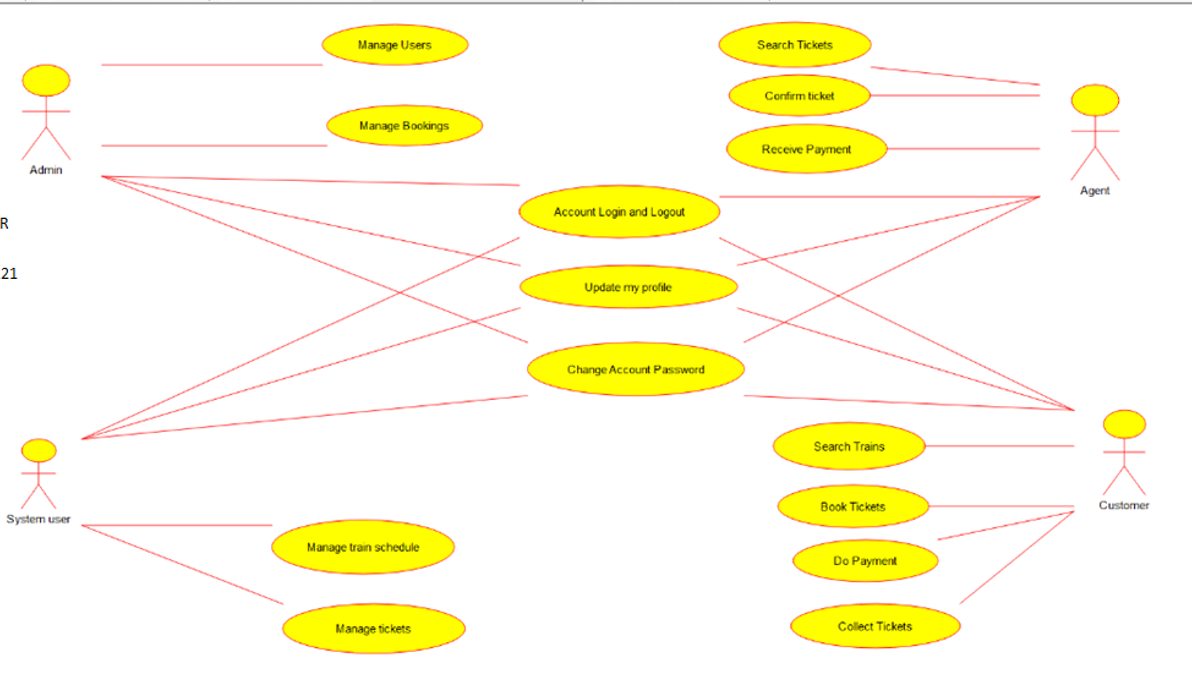 Manage Users
Search Tickets
Confirm ticket
Manage Bookings
Receive Payment
Admin
Agent
Account Login and Logout
R
21
Update my profile
Change Account Password
Search Trains
Book Tickets
Customer
System user
Manage train schedule
Do Payment
Manage tickets
Collect Tickets